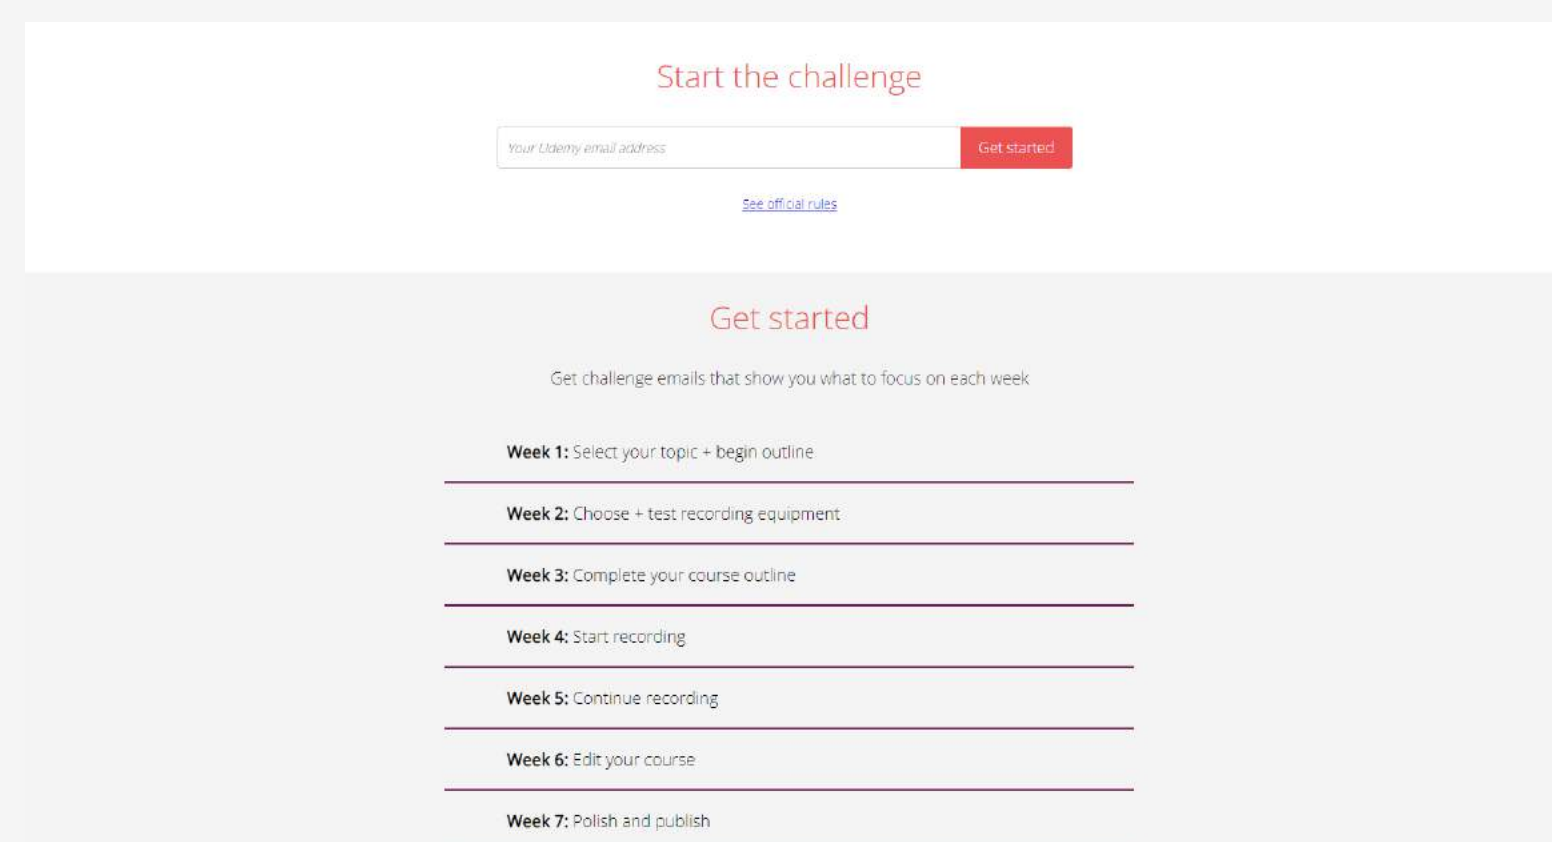 Start the challenge
Your Udemy email address
Get started
See official rules
Get started
Get challenge emails that show you what to focus on each week
Week 1: Select your topic + begin outline
Week 2: Choose + test recording equipment
Week 3: Complete your course outline
Week 4: Start recording
Week 5: Continue recording
Week 6: Edit your course
Week 7: Polish and publish